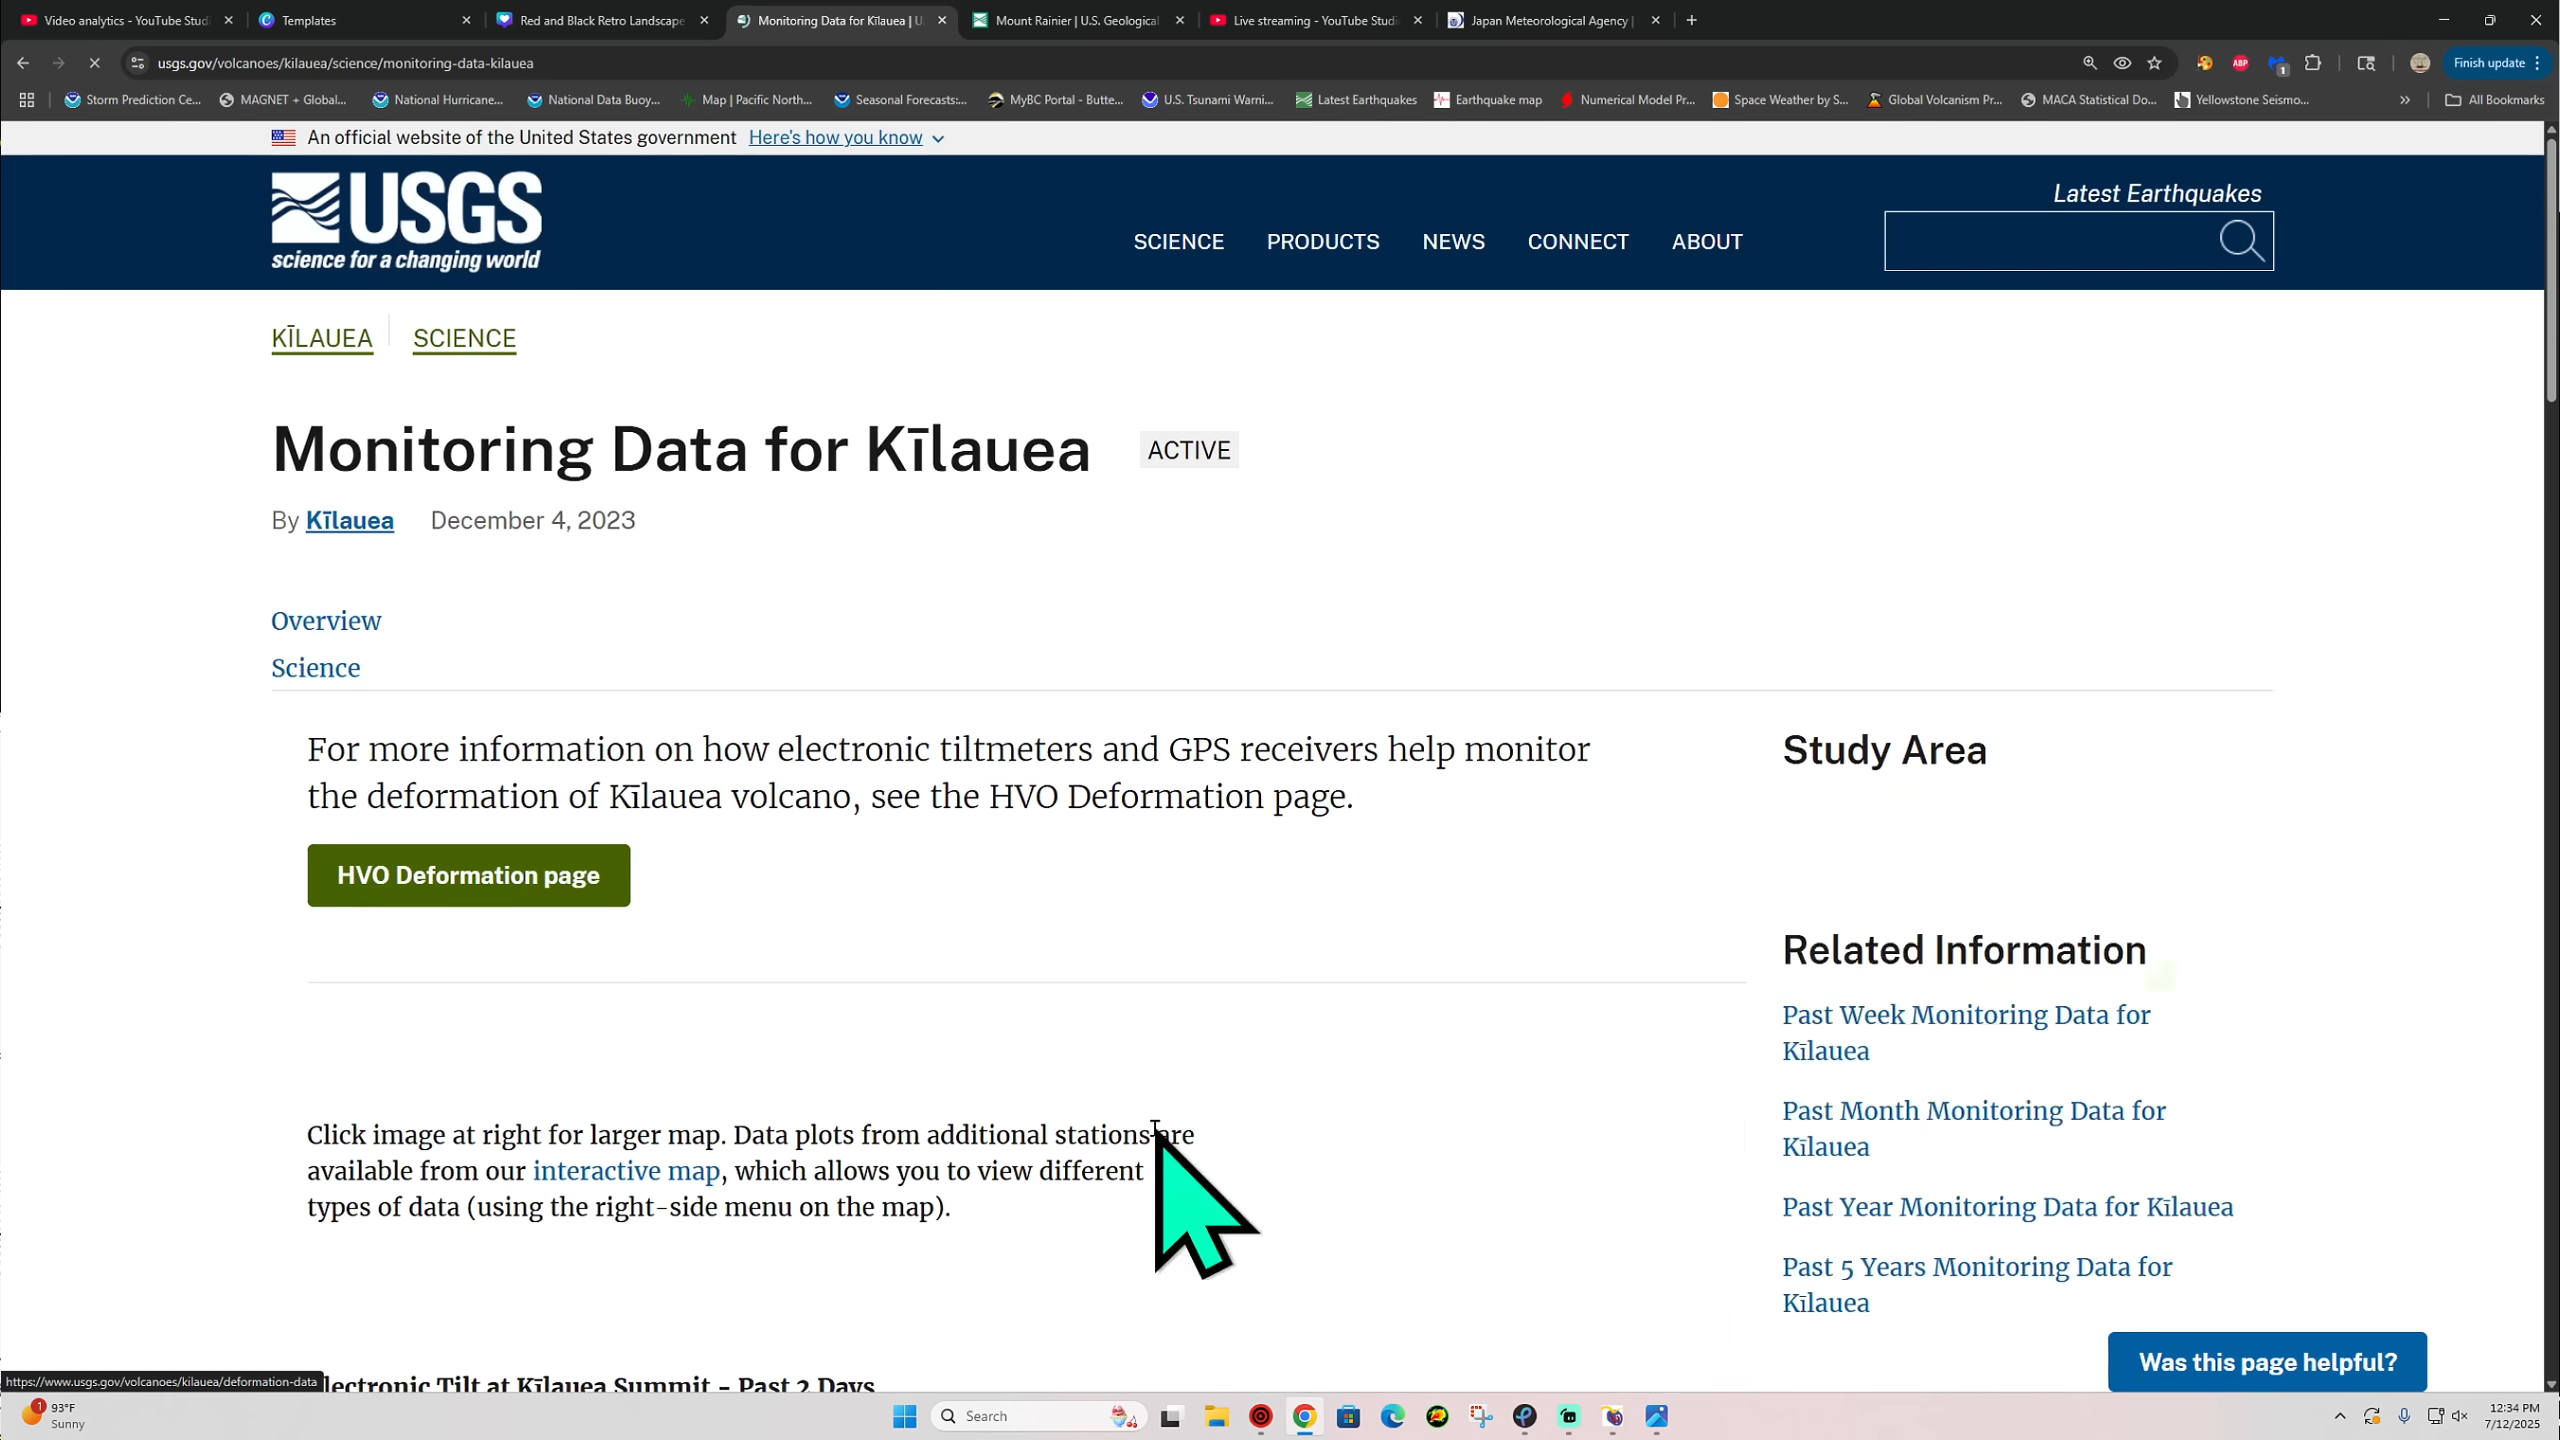 Video analytics - YouTube Studi
Templates
Red and Black Retro Landscape
Monitoring Data for Kīlauea | U.
Mount Rainier | U.S. Geological
Live streaming - YouTube Studi
Japan Meteorological Agency |
usgs.gov/volcanoes/kilauea/science/monitoring-data-kilauea
ABP
1
Finish update
Storm Prediction Ce...
MAGNET + Global...
National Hurricane...
National Data Buoy...
Map | Pacific North...
Seasonal Forecasts:...
MyBC Portal - Butte...
U.S. Tsunami Warni...
Latest Earthquakes
Earthquake map
Numerical Model Pr...
Space Weather by S...
Global Volcanism Pr...
MACA Statistical Do...
Yellowstone Seismo...
»
All Bookmarks
An official website of the United States government Here's how you know
USGS
science for a changing world
SCIENCE
PRODUCTS
NEWS
CONNECT
ABOUT
Latest Earthquakes
KĪLAUEA
SCIENCE
Monitoring Data for Kīlauea
ACTIVE
By Kīlauea December 4, 2023
Overview
Science
For more information on how electronic tiltmeters and GPS receivers help monitor
the deformation of Kīlauea volcano, see the HVO Deformation page.
HVO Deformation page
Click image at right for larger map. Data plots from additional stations are
available from our interactive map, which allows you to view different
types of data (using the right-side menu on the map).
lectronic Tilt at Kīlauea Summit - Past 2 Days
Study Area
Related Information
Past Week Monitoring Data for
Kīlauea
Past Month Monitoring Data for
Kīlauea
Past Year Monitoring Data for Kīlauea
Past 5 Years Monitoring Data for
Kīlauea
Was this page helpful?
https://www.usgs.gov/volcanoes/kilauea/deformation-data
1
93°F
Sunny
Search
12:34 PM
7/12/2025